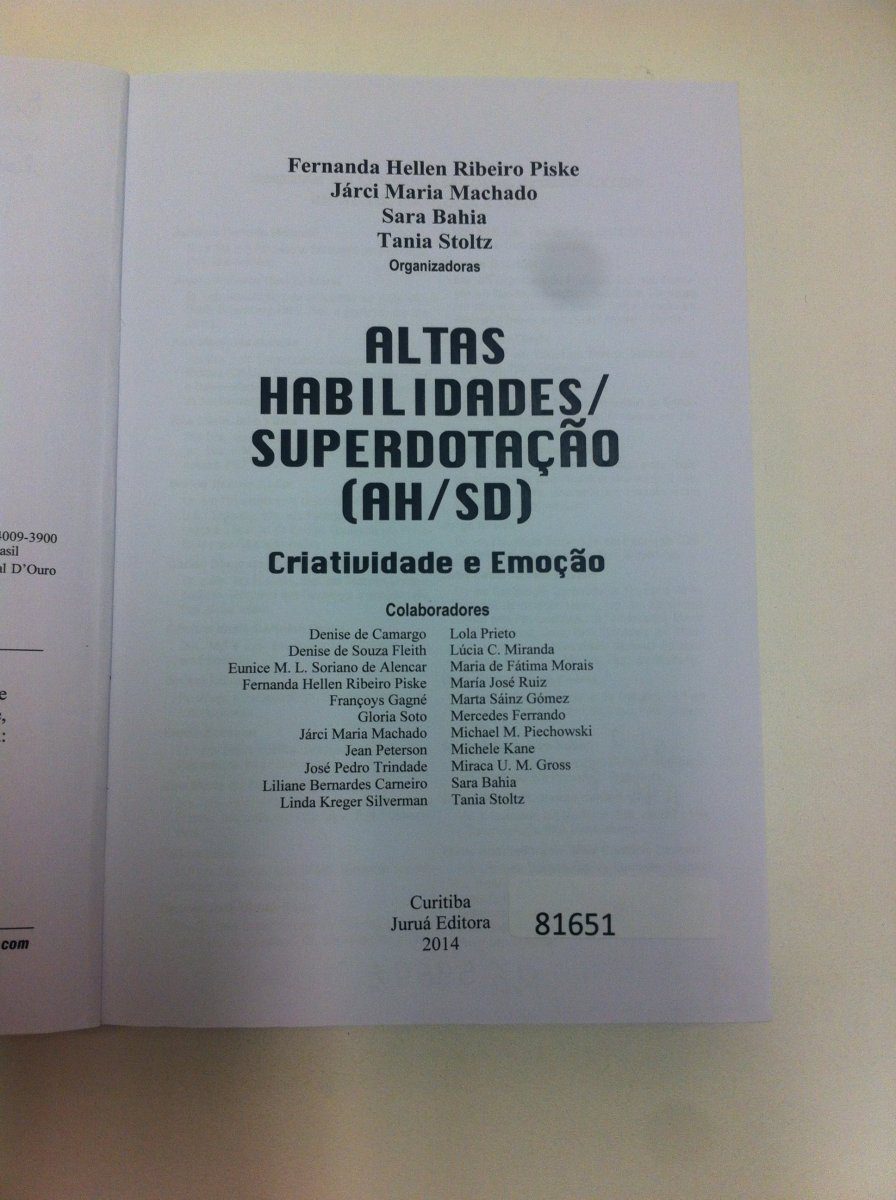 4009-3900
al D'Ouro
e
com
Fernanda Hellen Ribeiro Piske
Járci Maria Machado
Sara Bahia
Tania Stoltz
Organizadoras
ALTAS
HABILIDADES/
SUPERDOTAÇÃO
(AH/SD)
Criatividade e Emoção
Colaboradores
Denise de Camargo
Denise de Souza Fleith
Eunice M. L. Soriano de Alencar
Fernanda Hellen Ribeiro Piske
Françoys Gagné
Gloria Soto
Járci Maria Machado
Jean Peterson
José Pedro Trindade
Liliane Bernardes Carneiro
Linda Kreger Silverman
Lola Prieto
Lúcia C. Miranda
Maria de Fátima Morais
María José Ruiz
Marta Sáinz Gómez
Mercedes Ferrando
Michael M. Piechowski
Michele Kane
Miraca U. M. Gross
Sara Bahia
Tania Stoltz
Curitiba
Juruá Editora
2014
81651